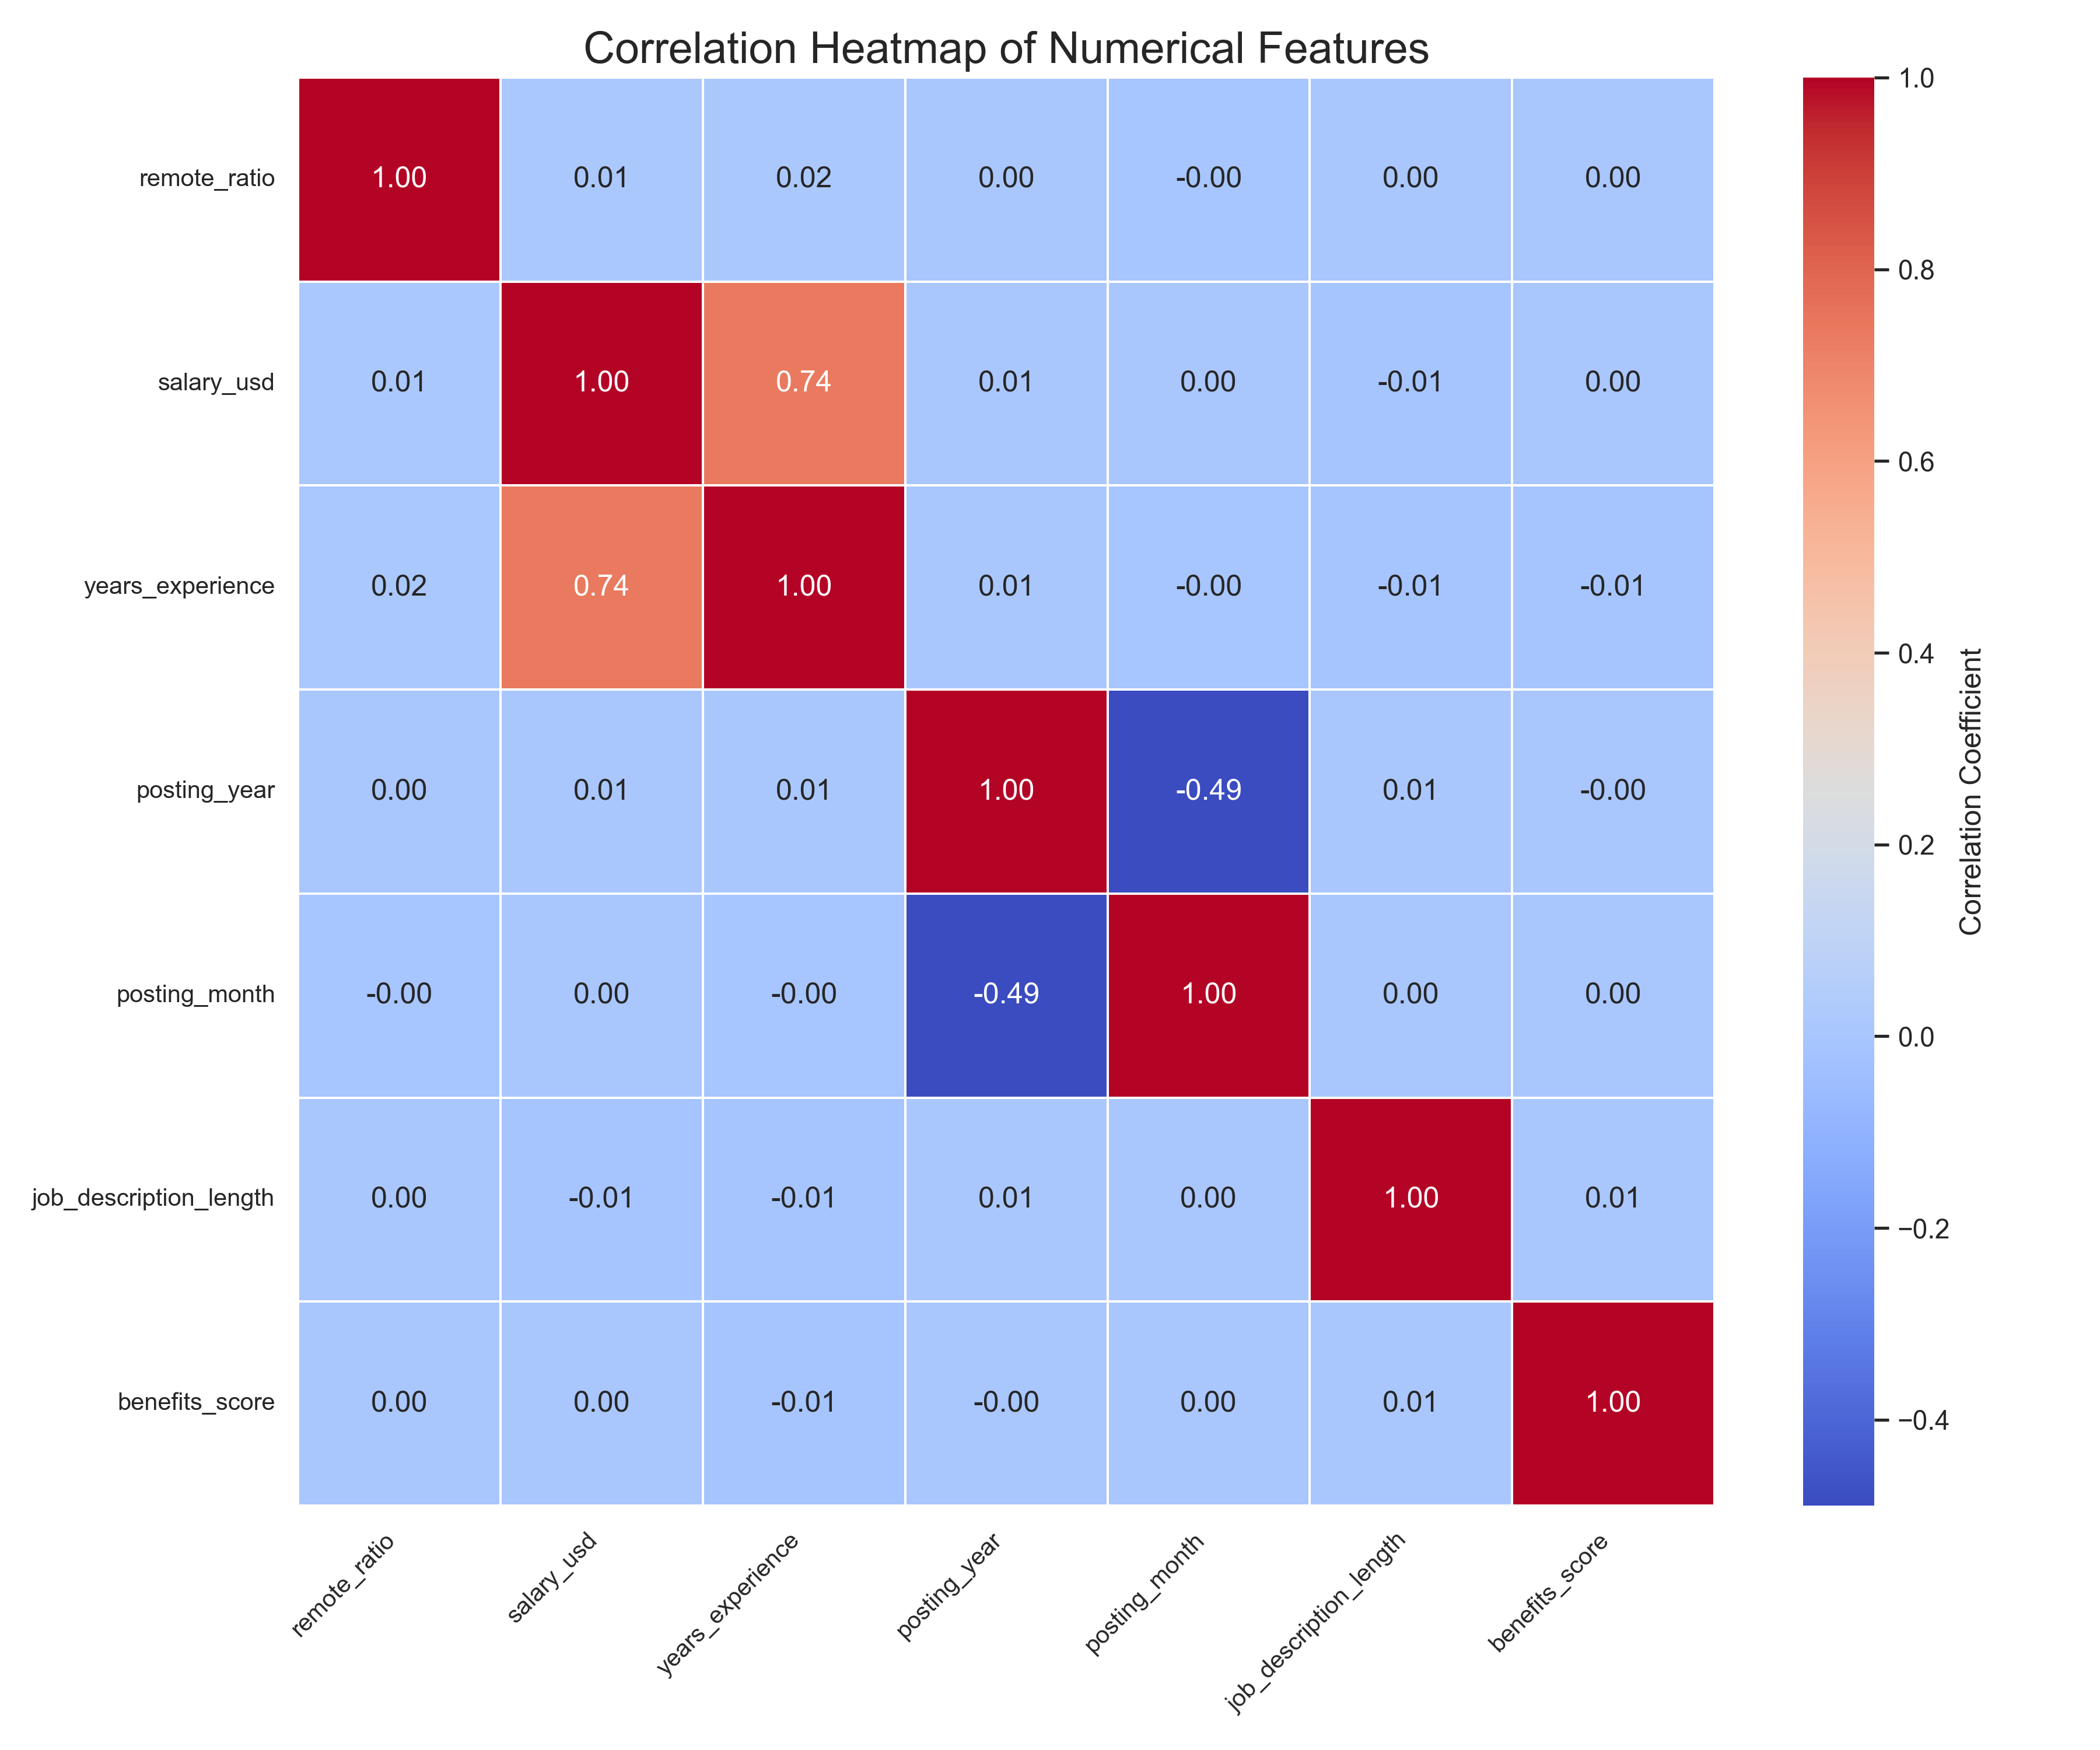 Correlation Heatmap of Numerical Features
remote_ratio 1.00 0.01 0.02 0.00 -0.00 0.00 0.00
salary_usd 0.01 1.00 0.74 0.01 0.00 -0.01 0.00
years_experience 0.02 0.74 1.00 0.01 -0.00 -0.01 -0.01
posting_year 0.00 0.01 0.01 1.00 -0.49 0.01 -0.00
posting_month -0.00 0.00 -0.00 -0.49 1.00 0.00 0.00
job_description_length 0.00 -0.01 -0.01 0.01 0.00 1.00 0.01
benefits_score 0.00 0.00 -0.01 -0.00 0.00 0.01 1.00
remote_ratio salary_usd years_experience posting_year posting_month job_description_length benefits_score
1.0
0.8
0.6
0.4
0.2
0.0
−0.2
−0.4
Correlation Coefficient